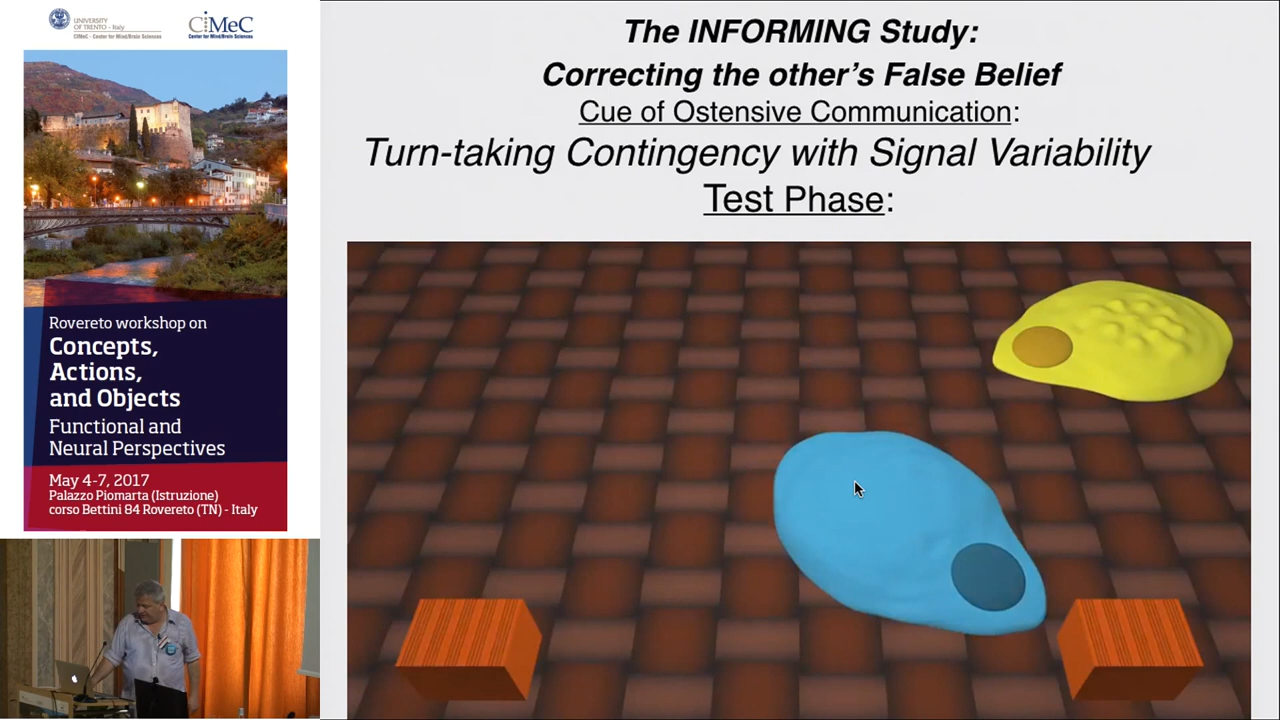 UNIVERSITY
OF TRENTO - Italy
CIMeC - Center for Mind/Brain Sciences
CiMeC
Center for Mind/Brain Sciences
Rovereto workshop on
Concepts,
Actions,
and Objects
Functional and
Neural Perspectives
May 4-7, 2017
Palazzo Piomarta (Istruzione)
corso Bettini 84 Rovereto (TN) - Italy
The INFORMING Study:
Correcting the other's False Belief
Cue of Ostensive Communication:
Turn-taking Contingency with Signal Variability
Test Phase: